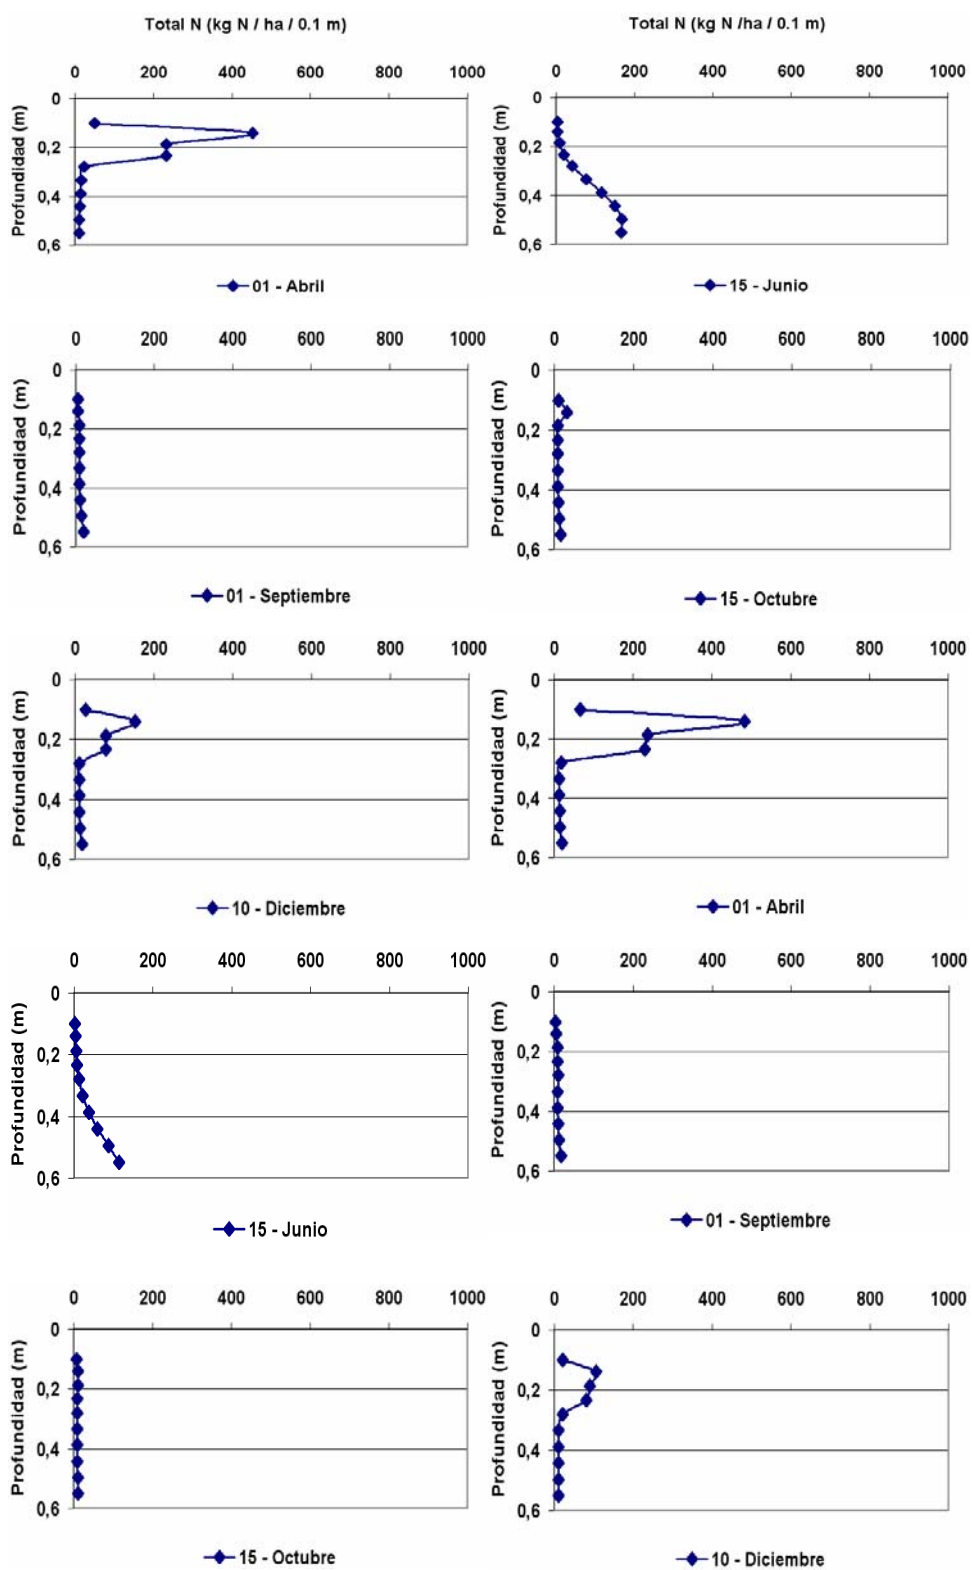 Total N (kg N / ha / 0.1 m)
0 200 400 600 800 1000
Profundidad (m)
0
0,2
0,4
0,6
01 - Abril
Total N (kg N /ha / 0.1 m)
0 200 400 600 800 1000
Profundidad (m)
0
0,2
0,4
0,6
15 - Junio
0 200 400 600 800 1000
Profundidad (m)
0
0,2
0,4
0,6
01 - Septiembre
0 200 400 600 800 1000
Profundidad (m)
0
0,2
0,4
0,6
15 - Octubre
0 200 400 600 800 1000
Profundidad (m)
0
0,2
0,4
0,6
10 - Diciembre
0 200 400 600 800 1000
Profundidad (m)
0
0,2
0,4
0,6
01 - Abril
0 200 400 600 800 1000
Profundidad (m)
0
0,2
0,4
0,6
15 - Junio
0 200 400 600 800 1000
Profundidad (m)
0
0,2
0,4
0,6
01 - Septiembre
0 200 400 600 800 1000
Profundidad (m)
0
0,2
0,4
0,6
15 - Octubre
0 200 400 600 800 1000
Profundidad (m)
0
0,2
0,4
0,6
10 - Diciembre